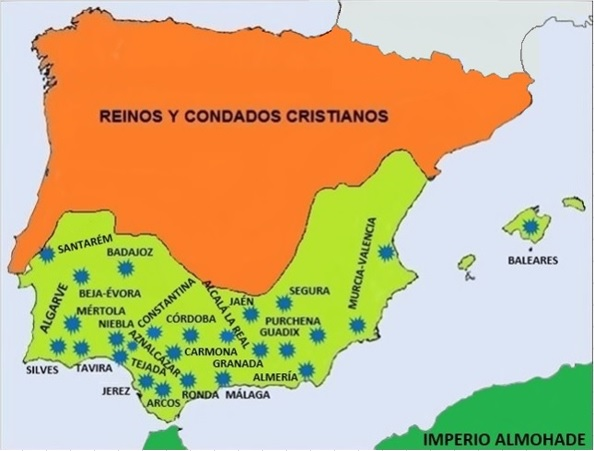 REINOS Y CONDADOS CRISTIANOS
SANTARÉM
BADAJOZ
MURCIA-VALENCIA
BALEARES
ALGARVE
BEJA-ÉVORA
CONSTANTINA
ALCALÁ LA REAL
JAÉN
SEGURA
MÉRTOLA
NIEBLA
AZNALCÁZAR
CÓRDOBA
PURCHENA
GUADIX
CARMONA
GRANADA
SILVES
TAVIRA
TEJADA
ALMERÍA
JEREZ
ARCOS
RONDA
MÁLAGA
IMPERIO ALMOHADE